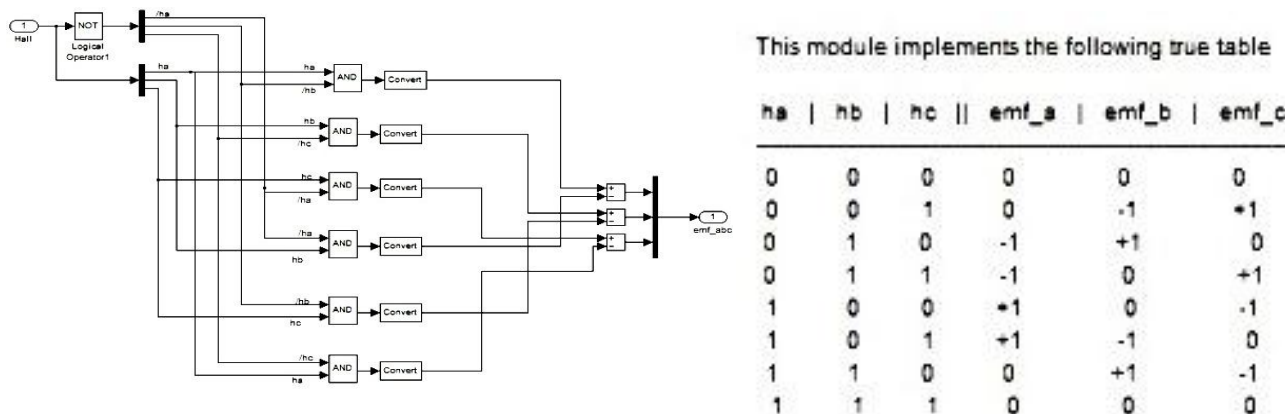 1
Hall
NOT
Logical
Operator1
/ha
ha
ha
/hb
AND
Convert
hb
/hc
AND
Convert
hc
/ha
AND
Convert
/ha
hb
AND
Convert
/hb
hc
AND
Convert
/hc
ha
AND
Convert
+
−
+
−
+
−
1
emf_abc
This module implements the following true table
ha | hb | hc || emf_a | emf_b | emf_c
0 0 0 0 0 0
0 0 1 0 -1 +1
0 1 0 -1 +1 0
0 1 1 -1 0 +1
1 0 0 +1 0 -1
1 0 1 +1 -1 0
1 1 0 0 +1 -1
1 1 1 0 0 0